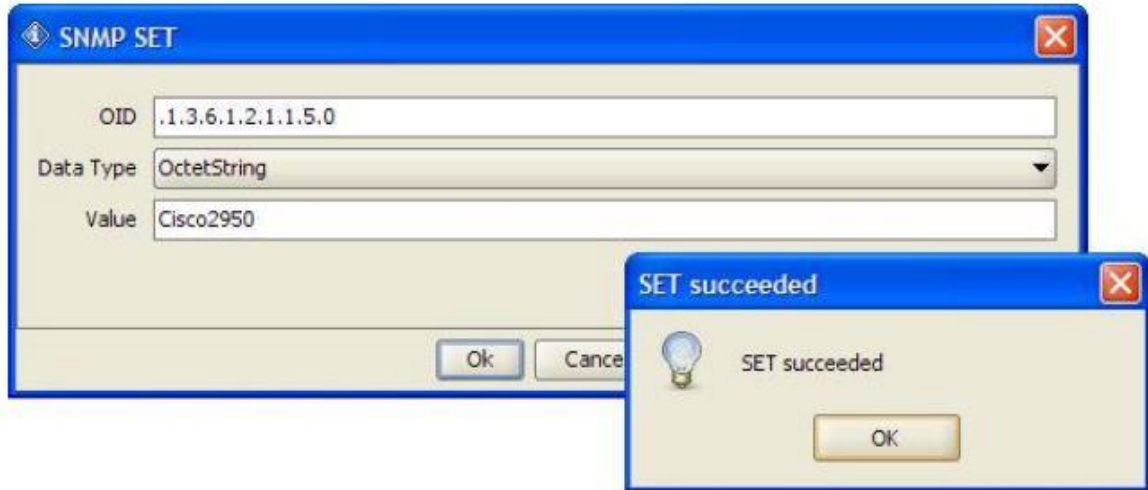 SNMP SET
OID .1.3.6.1.2.1.1.5.0
Data Type OctetString
Value Cisco2950
Ok Cance
SET succeeded
SET succeeded
OK